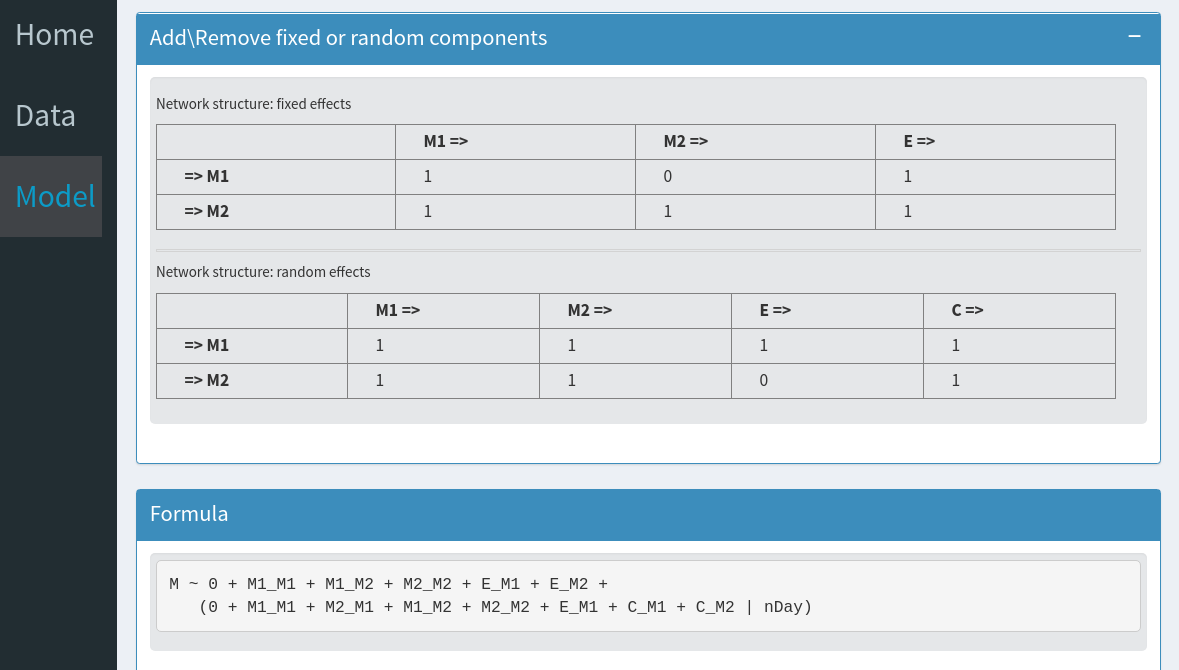 Home
Data
Model
Add\Remove fixed or random components
−
Network structure: fixed effects
M1 => M2 => E =>
=> M1 1 0 1
=> M2 1 1 1
Network structure: random effects
M1 => M2 => E => C =>
=> M1 1 1 1 1
=> M2 1 1 0 1
Formula
M ~ 0 + M1_M1 + M1_M2 + M2_M2 + E_M1 + E_M2 +
(0 + M1_M1 + M2_M1 + M1_M2 + M2_M2 + E_M1 + C_M1 + C_M2 | nDay)